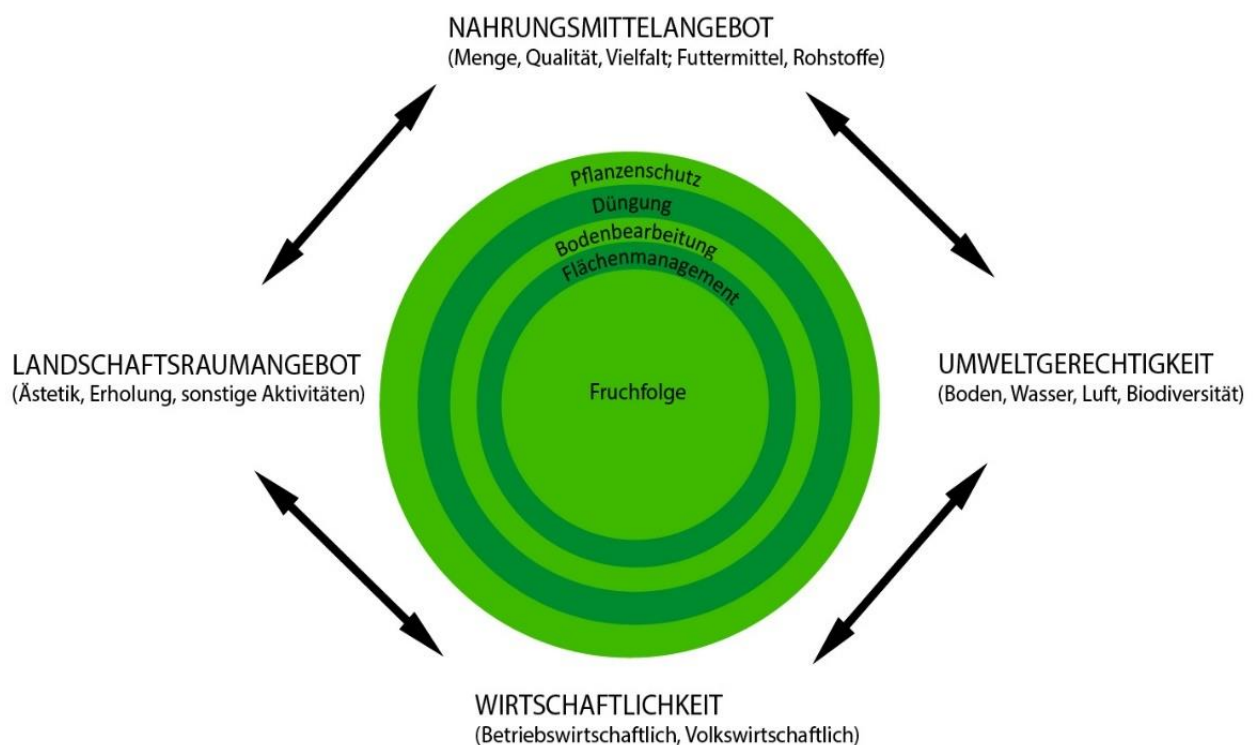 NAHRUNGSMITTELANGEBOT
(Menge, Qualität, Vielfalt; Futtermittel, Rohstoffe)
Pflanzenschutz
Düngung
Bodenbearbeitung
Flächenmanagement
Fruchfolge
LANDSCHAFTSRAUMANGEBOT
(Ästetik, Erholung, sonstige Aktivitäten)
UMWELTGERECHTIGKEIT
(Boden, Wasser, Luft, Biodiversität)
WIRTSCHAFTLICHKEIT
(Betriebswirtschaftlich, Volkswirtschaftlich)